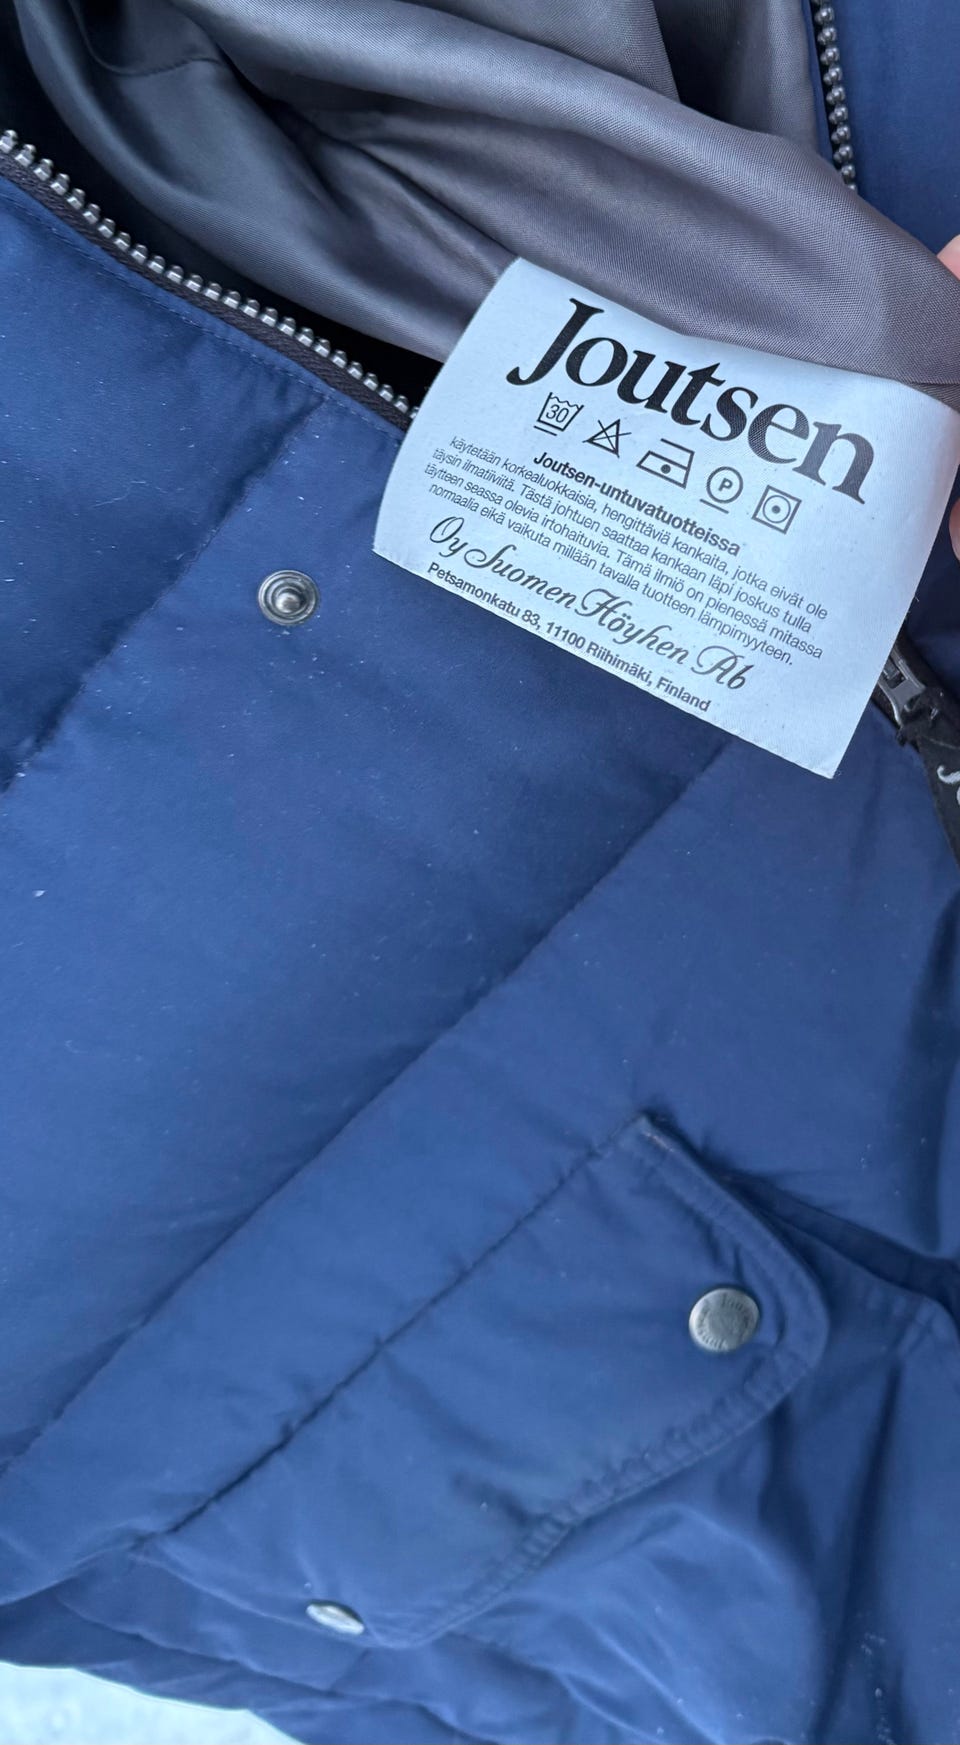 Joutsen
30
P
Joutsen-untuvatuotteissa
käytetään korkealuokkaisia, hengittäviä kankaita, jotka eivät ole
täysin ilmatiiviitä. Tästä johtuen saattaa kankaan läpi joskus tulla
täytteen seassa olevia irtohaituvia. Tämä ilmiö on pienessä mitassa
normaalia eikä vaikuta millään tavalla tuotteen lämpimyyteen.
Oy Suomen Höyhen Ab
Petsamonkatu 83, 11100 Riihimäki, Finland